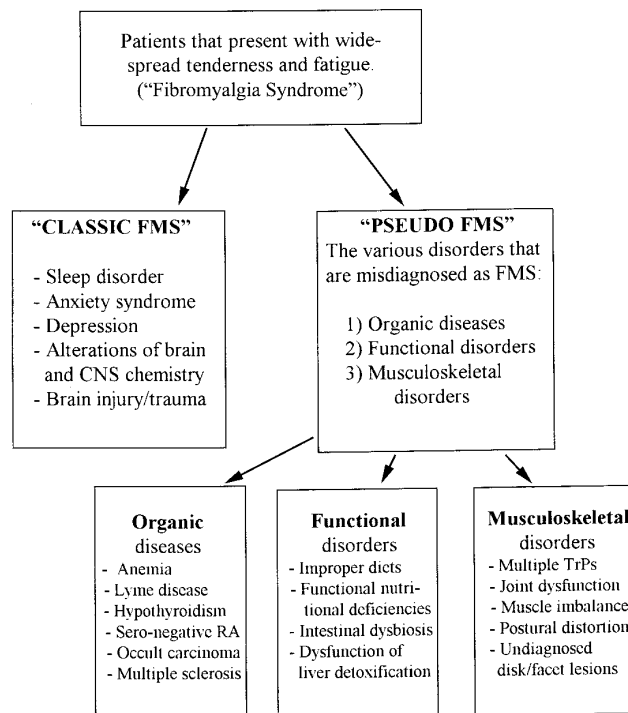 Patients that present with wide-
spread tenderness and fatigue.
(“Fibromyalgia Syndrome”)
“CLASSIC FMS”
- Sleep disorder
- Anxiety syndrome
- Depression
- Alterations of brain
and CNS chemistry
- Brain injury/trauma
“PSEUDO FMS”
The various disorders that
are misdiagnosed as FMS:
1) Organic diseases
2) Functional disorders
3) Musculoskeletal
disorders
Organic
diseases
- Anemia
- Lyme disease
- Hypothyroidism
- Sero-negative RA
- Occult carcinoma
- Multiple sclerosis
Functional
disorders
- Improper diets
- Functional nutri-
tional deficiencies
- Intestinal dysbiosis
- Dysfunction of
liver detoxification
Musculoskeletal
disorders
- Multiple TrPs
- Joint dysfunction
- Muscle imbalance
- Postural distortion
- Undiagnosed
disk/facet lesions